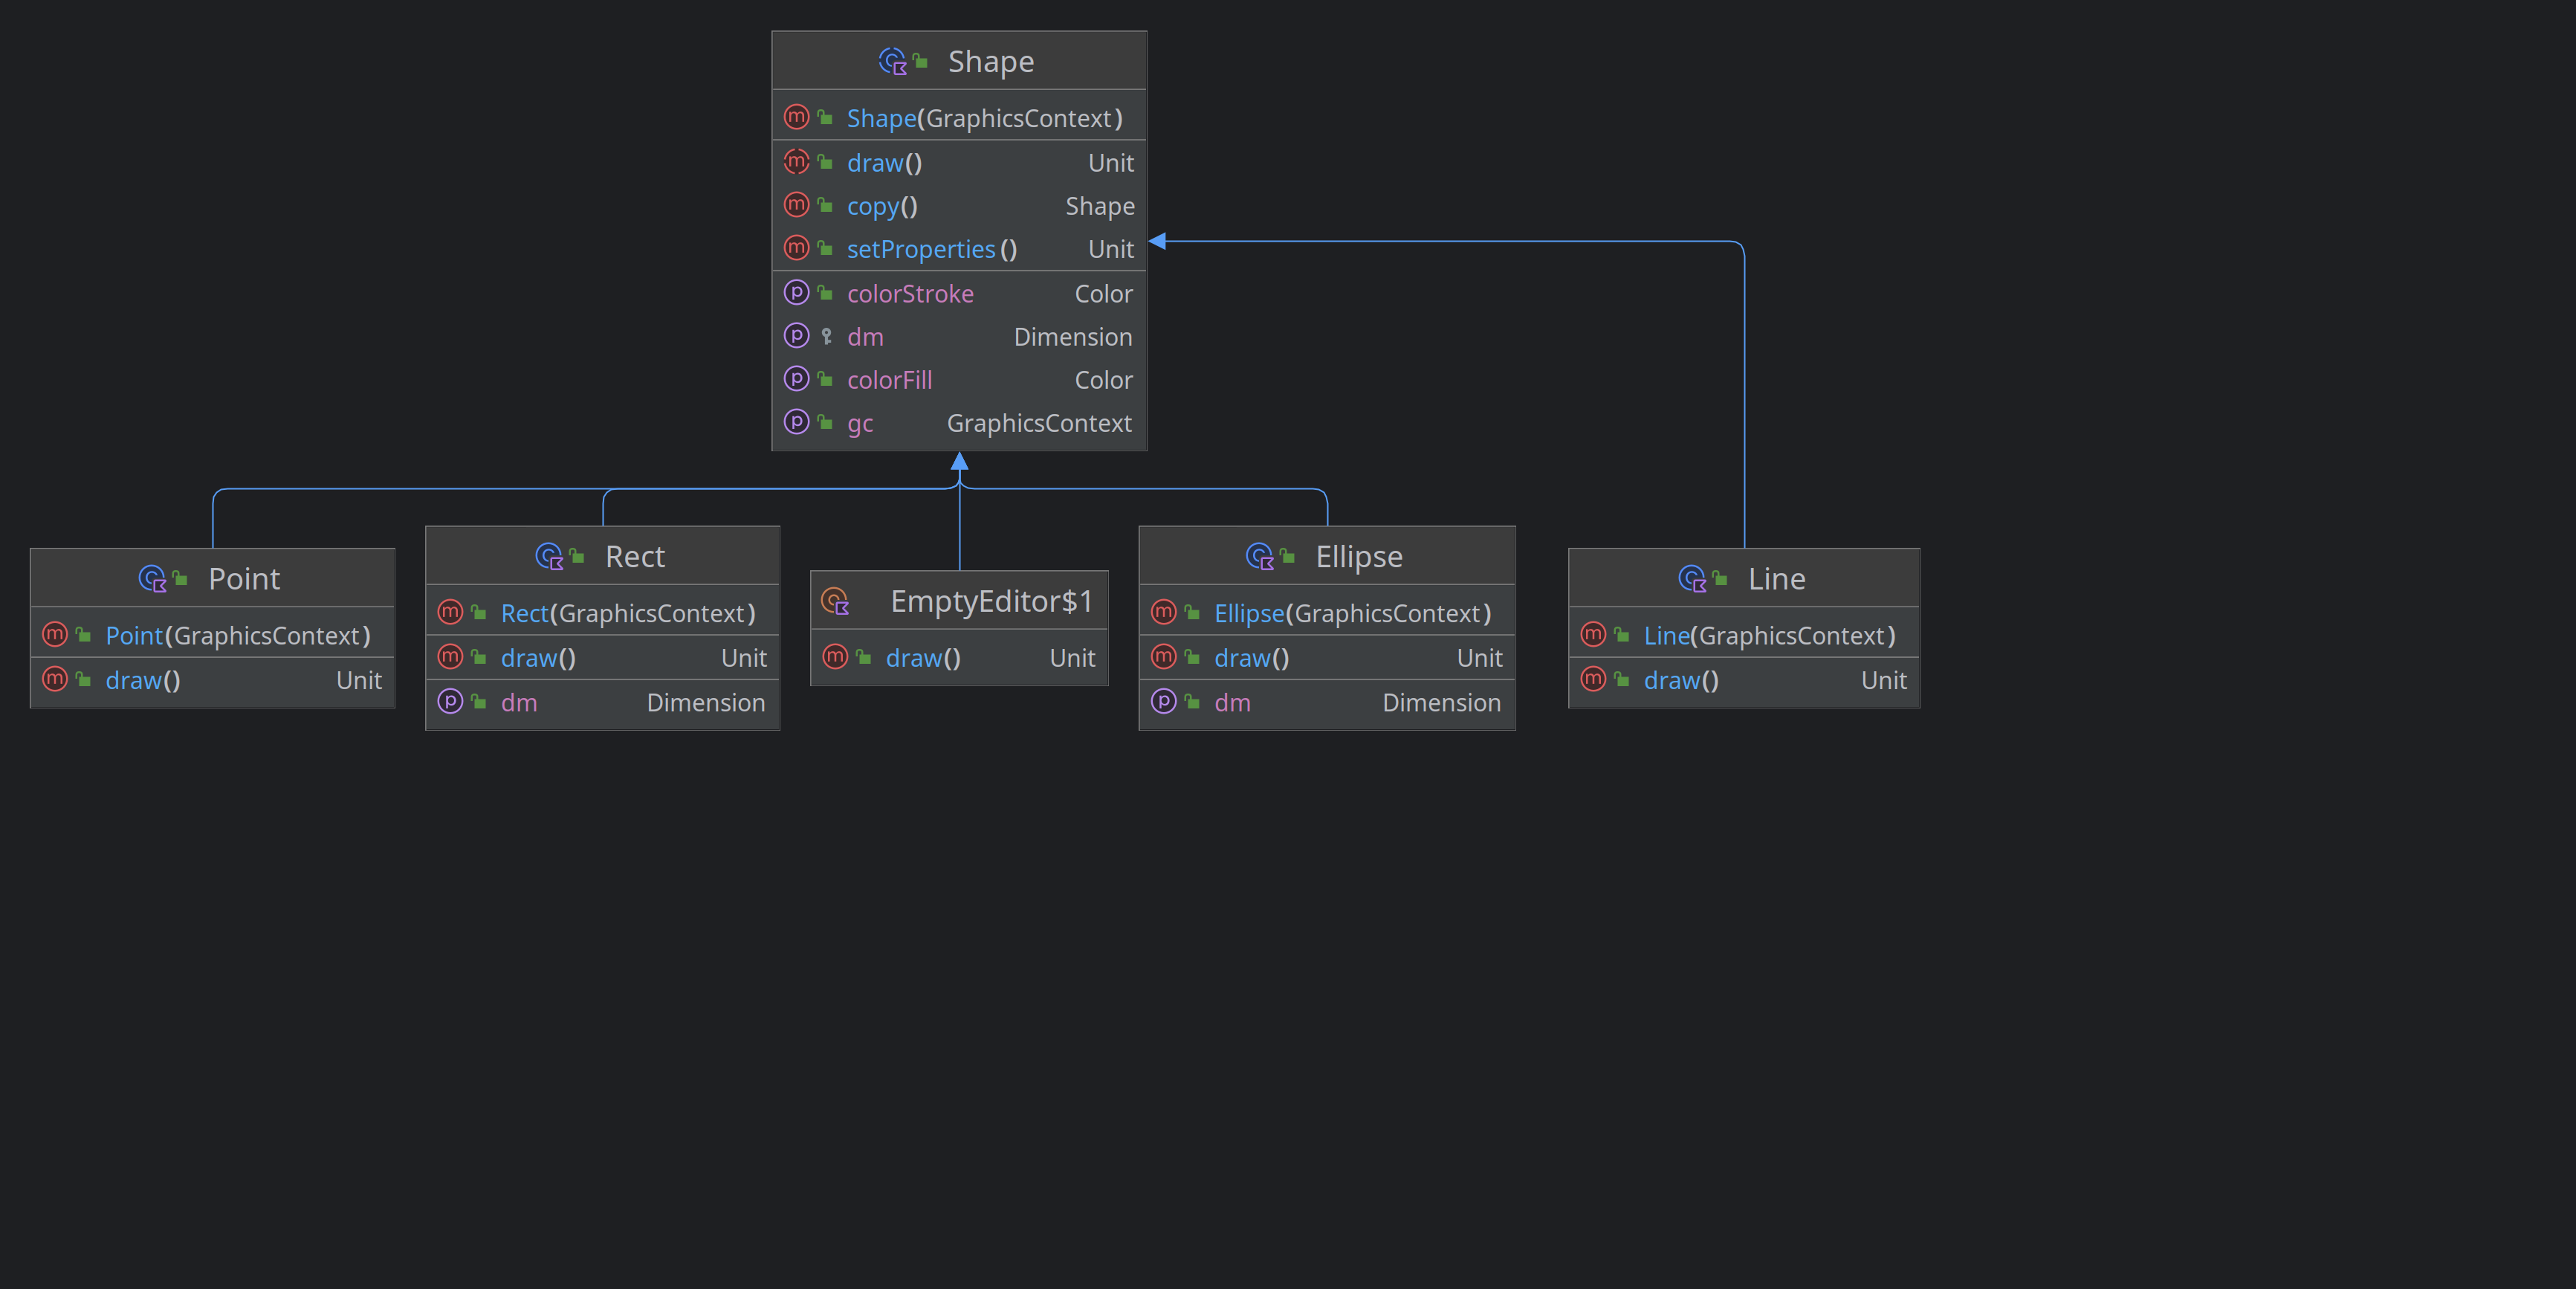 Shape
Shape(GraphicsContext)
draw() Unit
copy() Shape
setProperties() Unit
colorStroke Color
dm Dimension
colorFill Color
gc GraphicsContext
Point
Point(GraphicsContext)
draw() Unit
Rect
Rect(GraphicsContext)
draw() Unit
dm Dimension
EmptyEditor$1
draw() Unit
Ellipse
Ellipse(GraphicsContext)
draw() Unit
dm Dimension
Line
Line(GraphicsContext)
draw() Unit